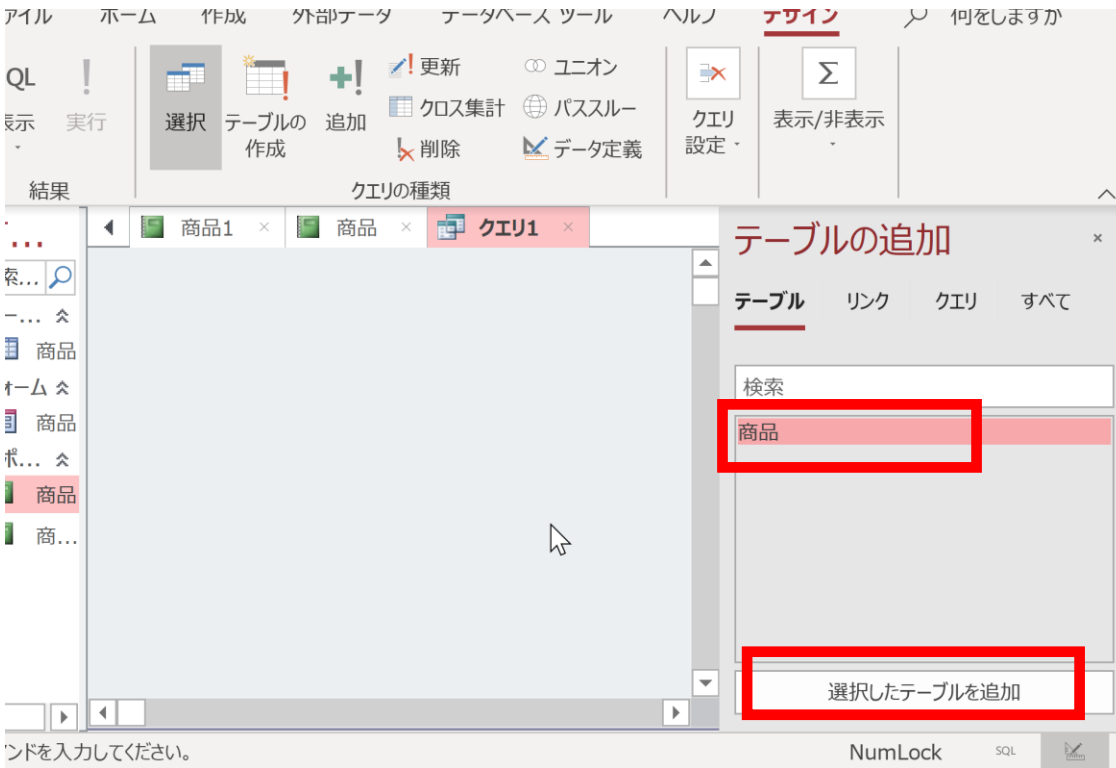 アイル ホーム 作成 外部データ データベース ツール ヘルプ デザイン 何をしますか
QL
表示
実行
選択
テーブルの
作成
追加
更新
クロス集計
削除
ユニオン
パススルー
データ定義
クエリ
設定
表示/非表示
結果
クエリの種類
商品1 × 商品 × クエリ1 ×
テーブルの追加 ×
索...
テーブル リンク クエリ すべて
ー...
商品
検索
ォーム
商品
商品
ポ...
商品
商...
選択したテーブルを追加
ンドを入力してください。
NumLock SQL